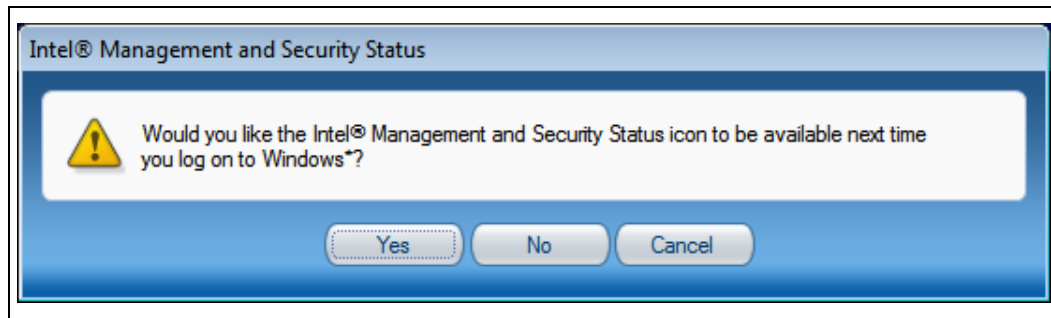 Intel® Management and Security Status
Would you like the Intel® Management and Security Status icon to be available next time
you log on to Windows*?
Yes No Cancel